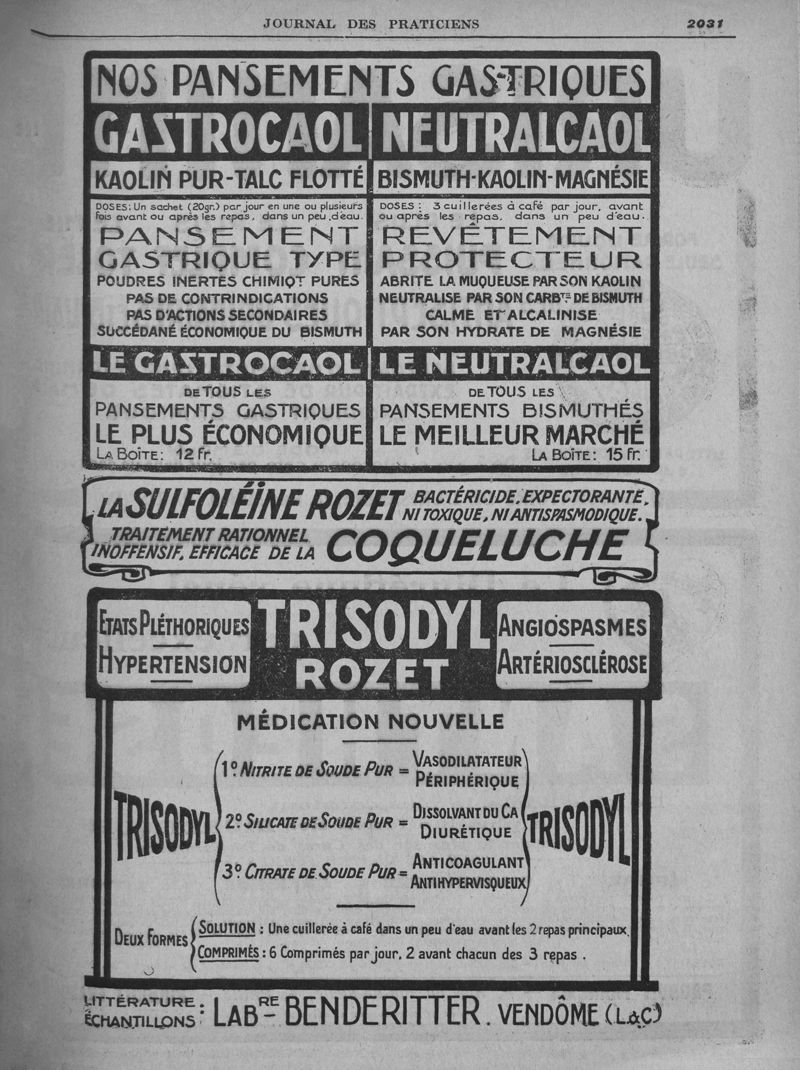 JOURNAL DES PRATICIENS 2031
NOS PANSEMENTS GASTRIQUES
GASTROCAOL
KAOLIN PUR-TALC FLOTTÉ
DOSES: Un sachet (20gr.) par jour en une ou plusieurs
fois avant ou après les repas, dans un peu d'eau.
PANSEMENT
GASTRIQUE TYPE
POUDRES INERTES CHIMIQT PURES
PAS DE CONTRINDICATIONS
PAS D'ACTIONS SECONDAIRES
SUCCÉDANÉ ÉCONOMIQUE DU BISMUTH
LE GASTROCAOL
DE TOUS LES
PANSEMENTS GASTRIQUES
LE PLUS ÉCONOMIQUE
LA BOÎTE: 12 Fr.
NEUTRALCAOL
BISMUTH-KAOLIN-MAGNÉSIE
DOSES: 3 cuillerées à café par jour, avant
ou après les repas, dans un peu d'eau.
REVÊTEMENT
PROTECTEUR
ABRITE LA MUQUEUSE PAR SON KAOLIN
NEUTRALISE PAR SON CARBTE DE BISMUTH
CALME ET ALCALINISE
PAR SON HYDRATE DE MAGNÉSIE
LE NEUTRALCAOL
DE TOUS LES
PANSEMENTS BISMUTHÉS
LE MEILLEUR MARCHÉ
LA BOÎTE: 15 fr.
LA SULFOLÉÏNE ROZET BACTÉRICIDE, EXPECTORANTE,
NI TOXIQUE, NI ANTISPASMODIQUE.
TRAITEMENT RATIONNEL
INOFFENSIF, EFFICACE DE LA COQUELUCHE
ETATS PLÉTHORIQUES
HYPERTENSION
TRISODYL
ROZET
ANGIOSPASMES
ARTÉRIOSCLÉROSE
MÉDICATION NOUVELLE
TRISODYL
1º NITRITE DE SOUDE PUR = VASODILATATEUR
PÉRIPHÉRIQUE
2º SILICATE DE SOUDE PUR = DISSOLVANT DU CA
DIURÉTIQUE
3º CITRATE DE SOUDE PUR = ANTICOAGULANT
ANTIHYPERVISQUEUX
TRISODYL
DEUX FORMES
SOLUTION : Une cuillerée à café dans un peu d'eau avant les 2 repas principaux.
COMPRIMÉS : 6 Comprimés par jour, 2 avant chacun des 3 repas.
LITTÉRATURE.
ÉCHANTILLONS: LABRE BENDERITTER. VENDÔME (L&C)